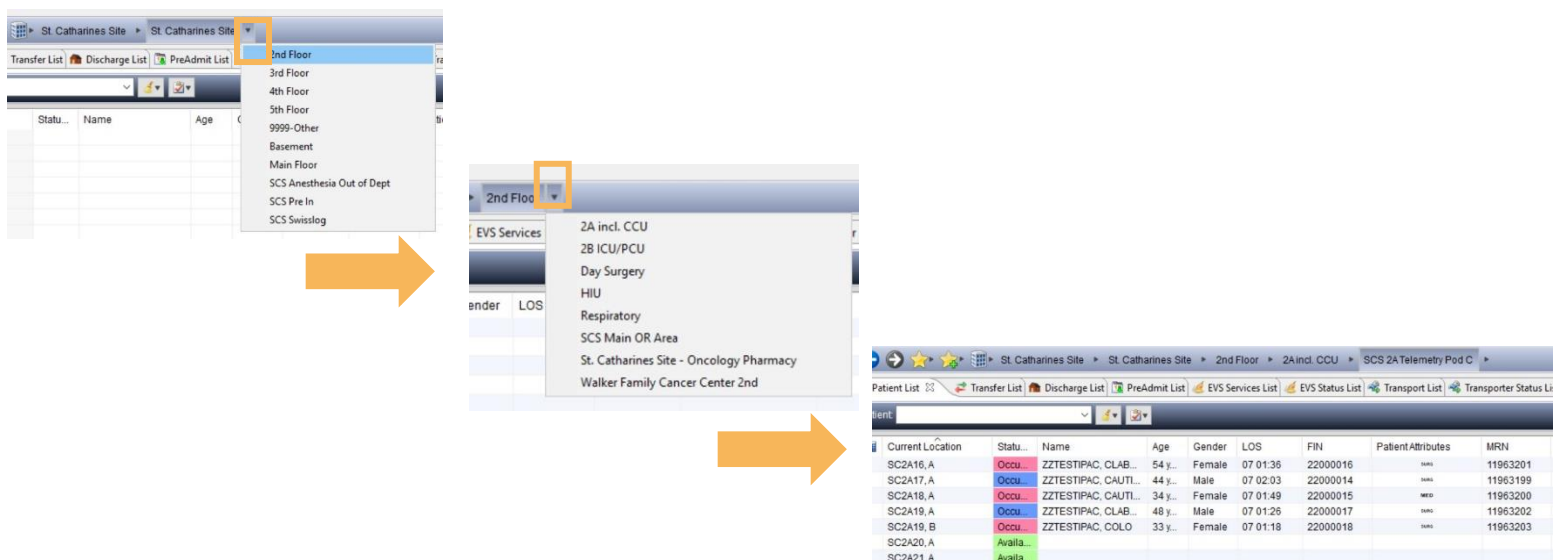 St. Catharines Site St. Catharines Site
Transfer List Discharge List PreAdmit List
2nd Floor
3rd Floor
4th Floor
5th Floor
9999-Other
Basement
Main Floor
SCS Anesthesia Out of Dept
SCS Pre In
SCS Swisslog
Statu... Name Age
2nd Floor
EVS Services
2A incl. CCU
2B ICU/PCU
Day Surgery
HIU
Respiratory
SCS Main OR Area
St. Catharines Site - Oncology Pharmacy
Walker Family Cancer Center 2nd
ender LOS
St. Catharines Site St. Catharines Site 2nd Floor 2A incl. CCU SCS 2A Telemetry Pod C
Patient List Transfer List Discharge List PreAdmit List EVS Services List EVS Status List Transport List Transporter Status Lis
tient:
Current Location Statu... Name Age Gender LOS FIN Patient Attributes MRN
SC2A16, A Occu... ZZTESTIPAC, CLAB... 54 y... Female 07 01:36 22000016 11963201
SC2A17, A Occu... ZZTESTIPAC, CAUTI... 44 y... Male 07 02:03 22000014 11963199
SC2A18, A Occu... ZZTESTIPAC, CAUTI... 34 y... Female 07 01:49 22000015 MED 11963200
SC2A19, A Occu... ZZTESTIPAC, CLAB... 48 y... Male 07 01:26 22000017 11963202
SC2A19, B Occu... ZZTESTIPAC, COLO 33 y... Female 07 01:18 22000018 11963203
SC2A20, A Availa...
SC2A21, A Availa...